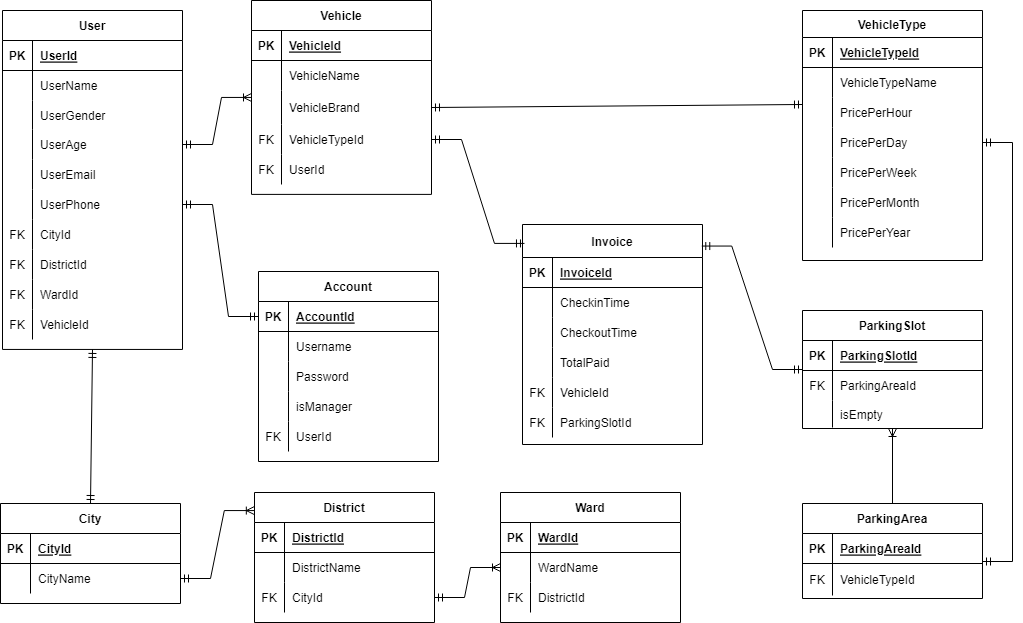 User
PK UserId
UserName
UserGender
UserAge
UserEmail
UserPhone
FK CityId
FK DistrictId
FK WardId
FK VehicleId
Vehicle
PK VehicleId
VehicleName
VehicleBrand
FK VehicleTypeId
FK UserId
VehicleType
PK VehicleTypeId
VehicleTypeName
PricePerHour
PricePerDay
PricePerWeek
PricePerMonth
PricePerYear
Account
PK AccountId
Username
Password
isManager
FK UserId
Invoice
PK InvoiceId
CheckinTime
CheckoutTime
TotalPaid
FK VehicleId
FK ParkingSlotId
ParkingSlot
PK ParkingSlotId
FK ParkingAreaId
isEmpty
City
PK CityId
CityName
District
PK DistrictId
DistrictName
FK CityId
Ward
PK WardId
WardName
FK DistrictId
ParkingArea
PK ParkingAreaId
FK VehicleTypeId